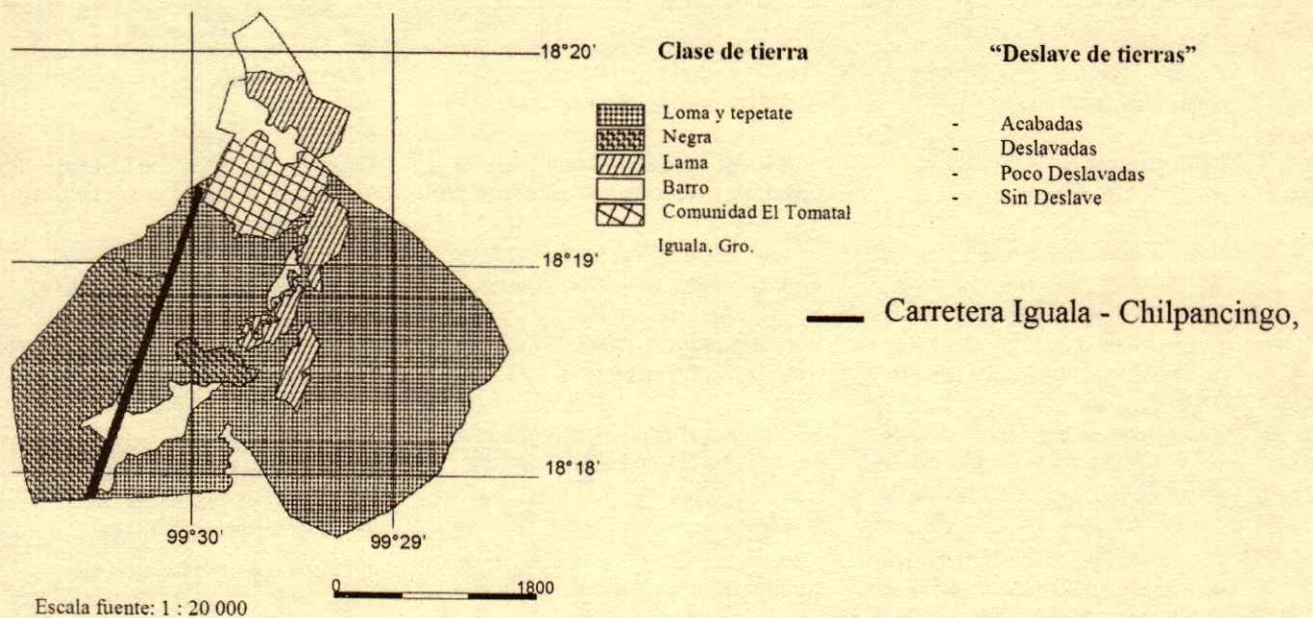 18°20'
18°19'
18°18'
99°30'
99°29'
0 1800
Escala fuente: 1 : 20 000
Clase de tierra
Loma y tepetate
Negra
Lama
Barro
Comunidad El Tomatal
Iguala. Gro.
“Deslave de tierras”
- Acabadas
- Deslavadas
- Poco Deslavadas
- Sin Deslave
Carretera Iguala - Chilpancingo,